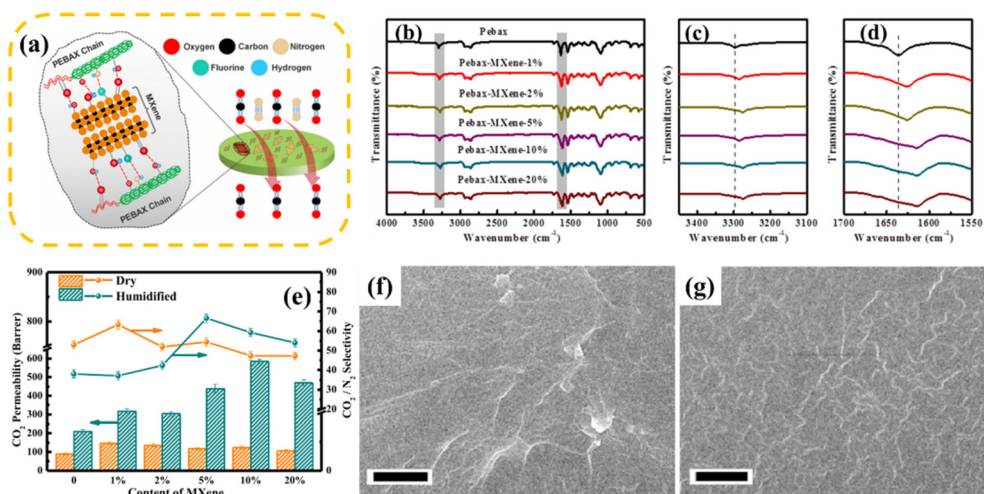 (a)
PEBAX Chain
MXene
PEBAX Chain
Oxygen Carbon Nitrogen
Fluorine Hydrogen
(b)
Pebax
Pebax-MXene-1%
Pebax-MXene-2%
Pebax-MXene-5%
Pebax-MXene-10%
Pebax-MXene-20%
Transmittance (%)
4000 3500 3000 2500 2000 1500 1000 500
Wavenumber (cm⁻¹)
(c)
Transmittance (%)
3400 3300 3200 3100
Wavenumber (cm⁻¹)
(d)
Transmittance (%)
1700 1650 1600 1550
Wavenumber (cm⁻¹)
(e)
Dry
Humidified
CO₂ Permeability (Barrer)
900
800
600
500
400
300
200
100
0
CO₂ / N₂ Selectivity
90
80
70
60
50
40
30
20
0
0 1% 2% 5% 10% 20%
Content of MXene
(f)
(g)